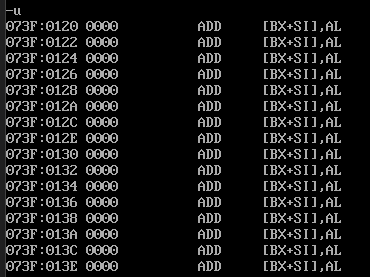 -u
073F:0120 0000 ADD [BX+SI],AL
073F:0122 0000 ADD [BX+SI],AL
073F:0124 0000 ADD [BX+SI],AL
073F:0126 0000 ADD [BX+SI],AL
073F:0128 0000 ADD [BX+SI],AL
073F:012A 0000 ADD [BX+SI],AL
073F:012C 0000 ADD [BX+SI],AL
073F:012E 0000 ADD [BX+SI],AL
073F:0130 0000 ADD [BX+SI],AL
073F:0132 0000 ADD [BX+SI],AL
073F:0134 0000 ADD [BX+SI],AL
073F:0136 0000 ADD [BX+SI],AL
073F:0138 0000 ADD [BX+SI],AL
073F:013A 0000 ADD [BX+SI],AL
073F:013C 0000 ADD [BX+SI],AL
073F:013E 0000 ADD [BX+SI],AL